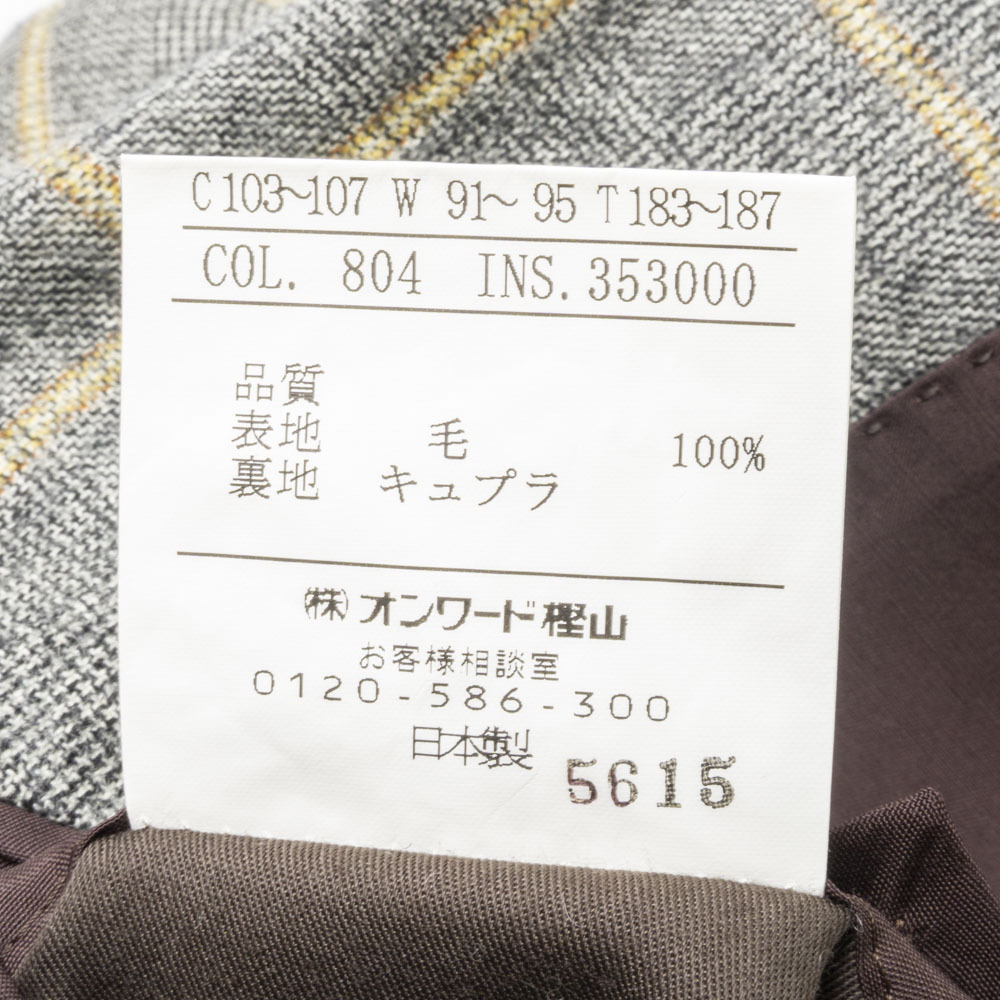 C 103~107 W 91~ 95 T 183~187
COL. 804 INS. 353000
品質
表地 毛 100%
裏地 キュプラ
㈱オンワード樫山
お客様相談室
0120-586-300
日本製 5615